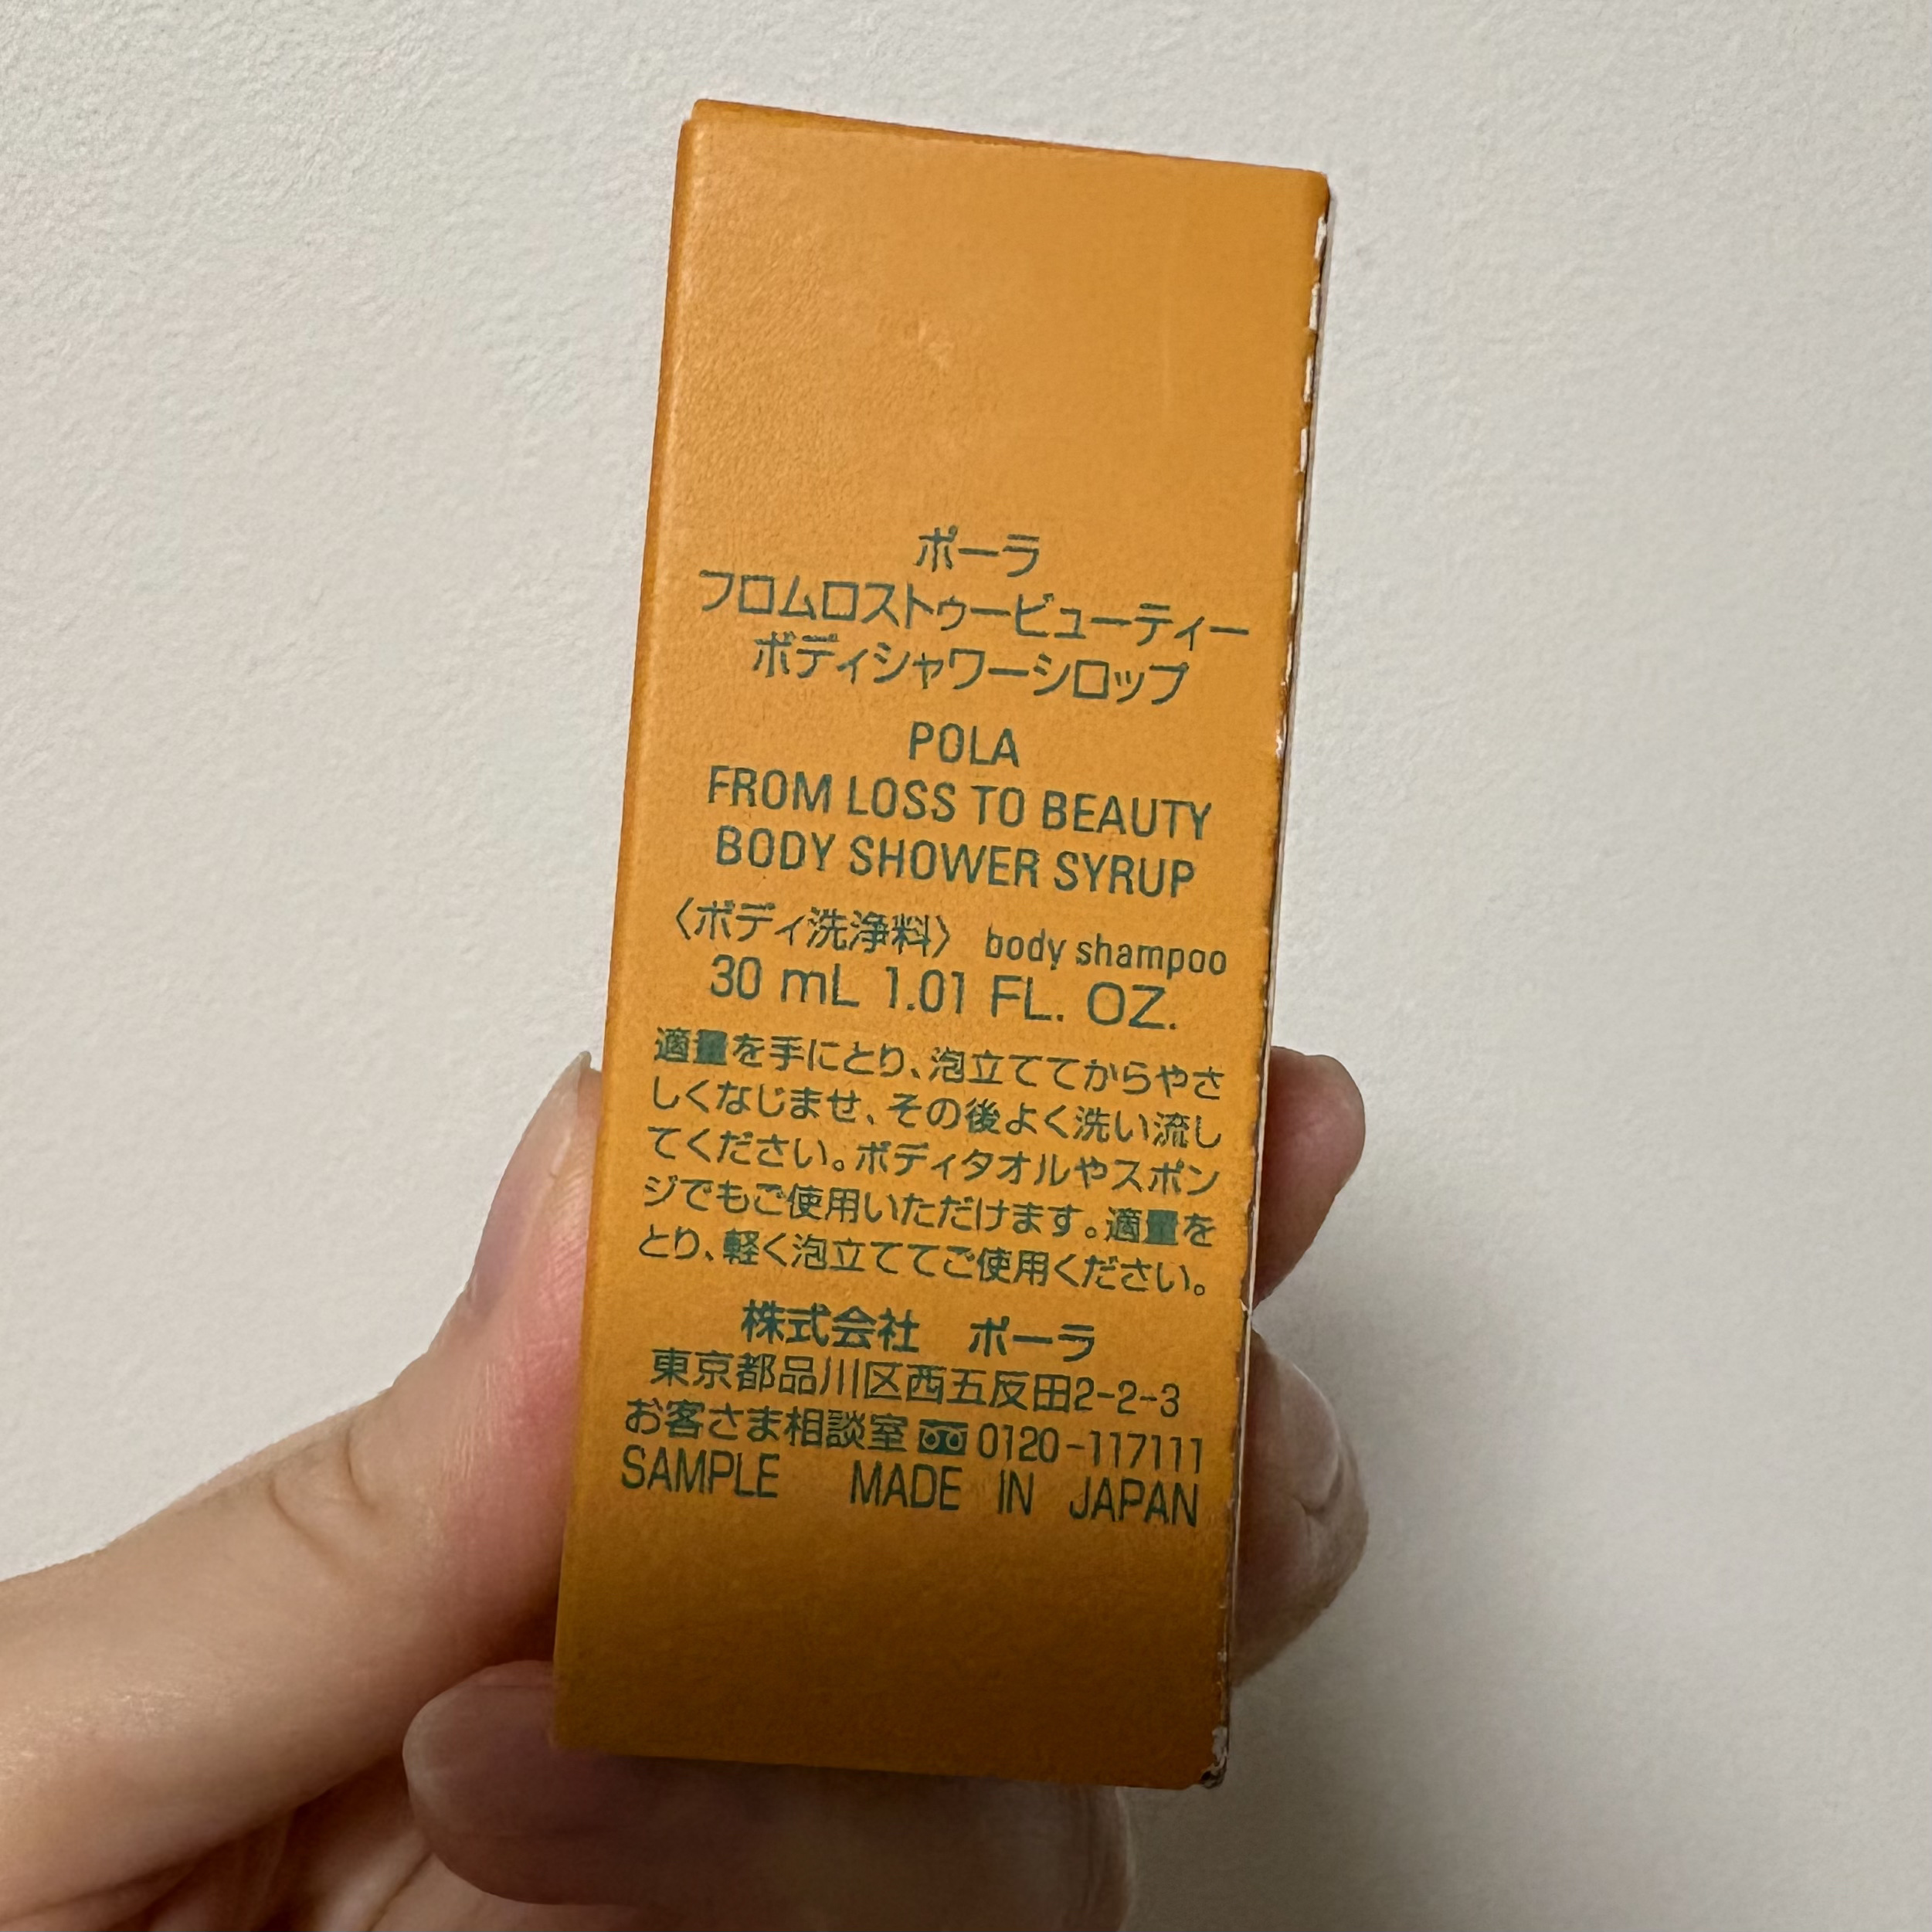 ポーラ
フロムロストゥービューティー
ボディシャワーシロップ
POLA
FROM LOSS TO BEAUTY
BODY SHOWER SYRUP
〈ボディ洗浄料〉 body shampoo
30 mL 1.01 FL. OZ.
適量を手にとり、泡立ててからやさ
しくなじませ、その後よく洗い流し
てください。ボディタオルやスポン
ジでもご使用いただけます。適量を
とり、軽く泡立ててご使用ください。
株式会社 ポーラ
東京都品川区西五反田2-2-3
お客さま相談室 0120-117111
SAMPLE MADE IN JAPAN